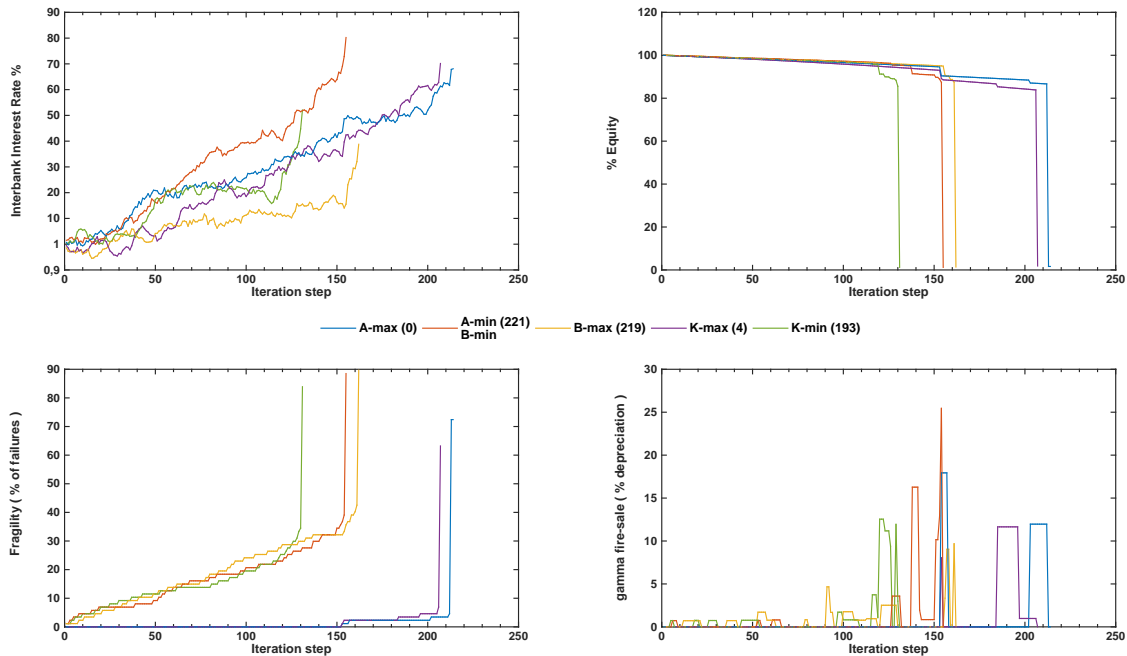 90
80
70
60
50
40
30
20
10
1
0,9
0 50 100 150 200 250
Interbank Interest Rate %
Iteration step
120
100
80
60
40
20
0
0 50 100 150 200 250
% Equity
Iteration step
A-max (0)
A-min (221)
B-min
B-max (219)
K-max (4)
K-min (193)
90
80
70
60
50
40
30
20
10
0
0 50 100 150 200 250
Fragility ( % of failures )
Iteration step
30
25
20
15
10
5
0
0 50 100 150 200 250
gamma fire-sale ( % depreciation )
Iteration step